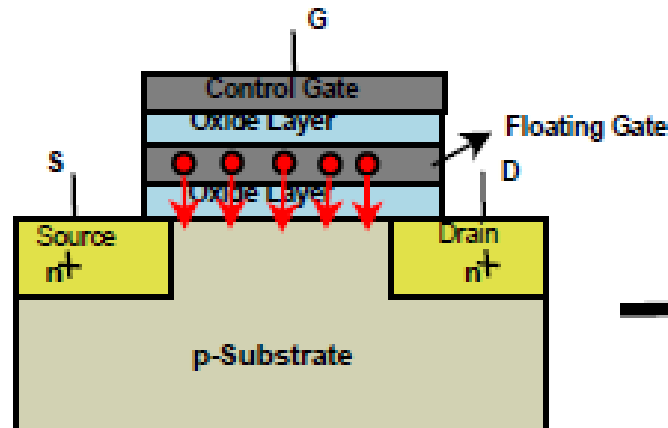 G
Control Gate
Oxide Layer
Floating Gate
S
D
Oxide Layer
Source
n+
Drain
n+
p-Substrate